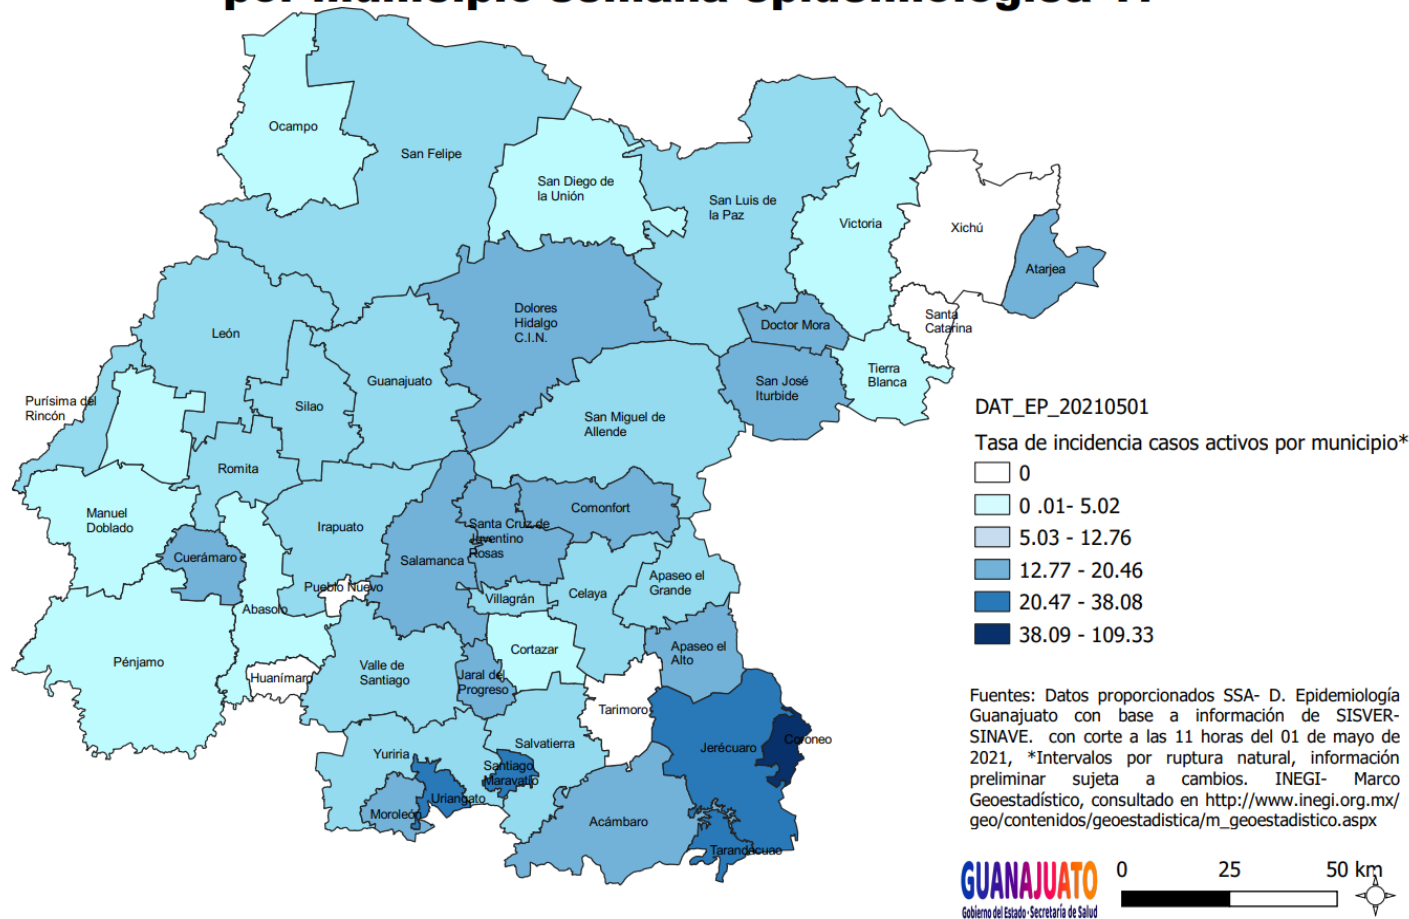 por municipio semana epidemiológica 17
Ocampo
San Felipe
San Diego de
la Unión
San Luis de
la Paz
Victoria
Xichú
Atarjea
León
Dolores
Hidalgo
C.I.N.
Doctor Mora
Santa
Catarina
Guanajuato
Tierra
Blanca
San José
Iturbide
Purísima del
Rincón
Silao
San Miguel de
Allende
Romita
Manuel
Doblado
Irapuato
Comonfort
Santa Cruz de
Juventino
Rosas
Cuerámaro
Salamanca
Pueblo Nuevo
Villagrán
Celaya
Apaseo el
Grande
Abasolo
Pénjamo
Cortazar
Apaseo el
Alto
Huanímaro
Valle de
Santiago
Jaral del
Progreso
Tarimoro
Yuriria
Salvatierra
Jerécuaro
Coroneo
Santiago
Maravatío
Uriangato
Moroleón
Acámbaro
Tarandacuao
DAT_EP_20210501
Tasa de incidencia casos activos por municipio*
0
0 .01- 5.02
5.03 - 12.76
12.77 - 20.46
20.47 - 38.08
38.09 - 109.33
Fuentes: Datos proporcionados SSA- D. Epidemiología
Guanajuato con base a información de SISVER-
SINAVE. con corte a las 11 horas del 01 de mayo de
2021, *Intervalos por ruptura natural, información
preliminar sujeta a cambios. INEGI- Marco
Geoestadístico, consultado en http://www.inegi.org.mx/
geo/contenidos/geoestadistica/m_geoestadistico.aspx
GUANAJUATO
Gobierno del Estado · Secretaría de Salud
0 25 50 km